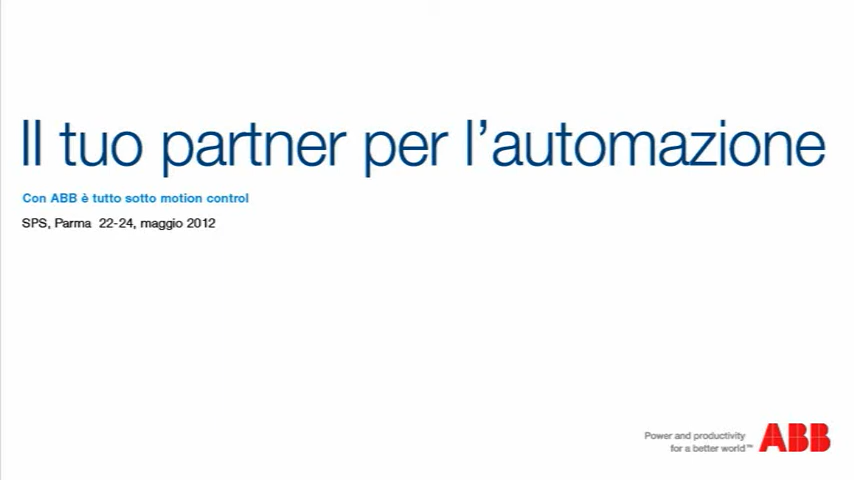 Il tuo partner per l’automazione
Con ABB è tutto sotto motion control
SPS, Parma 22-24, maggio 2012
Power and productivity
for a better world™
ABB